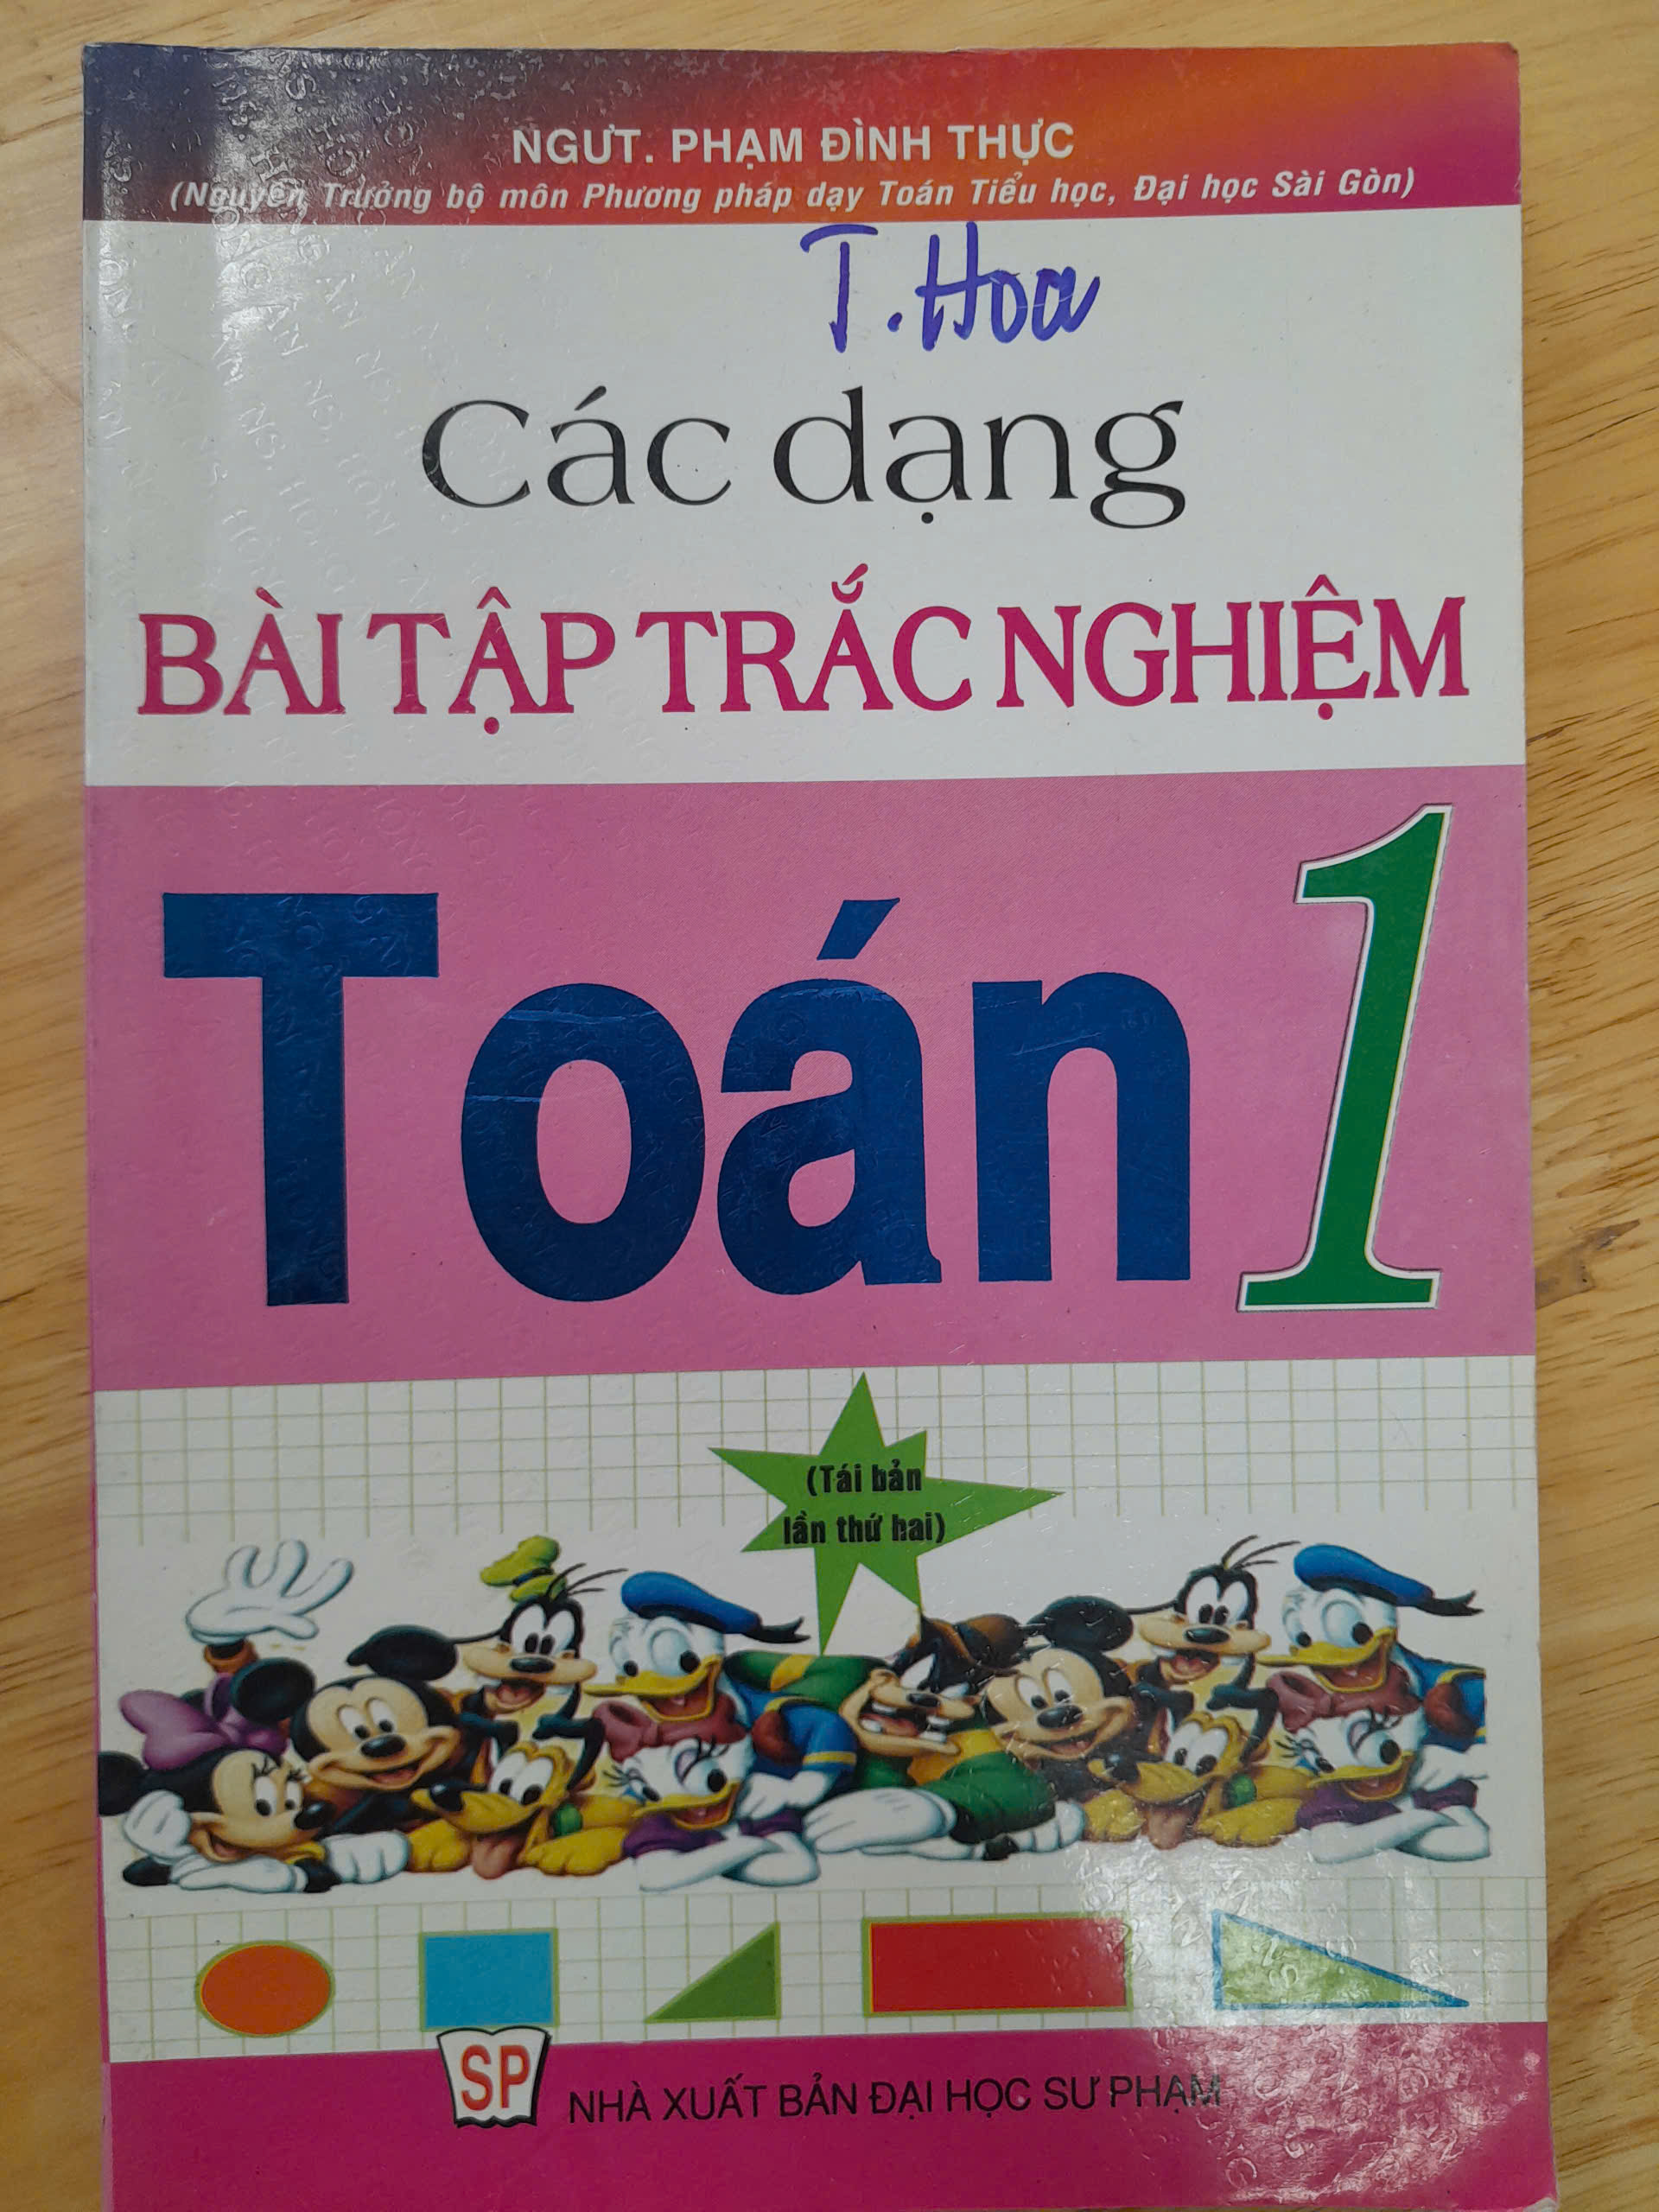 NGƯT. PHẠM ĐÌNH THỰC
(Nguyên Trưởng bộ môn Phương pháp dạy Toán Tiểu học, Đại học Sài Gòn)
T. Hoa
Các dạng
BÀI TẬP TRẮC NGHIỆM
Toán 1
(Tái bản
lần thứ hai)
SP
NHÀ XUẤT BẢN ĐẠI HỌC SƯ PHẠM